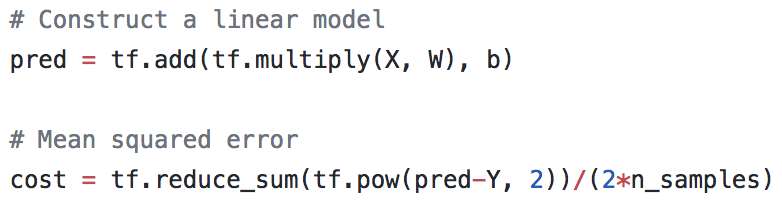 # Construct a linear model
pred = tf.add(tf.multiply(X, W), b)
# Mean squared error
cost = tf.reduce_sum(tf.pow(pred-Y, 2))/(2*n_samples)